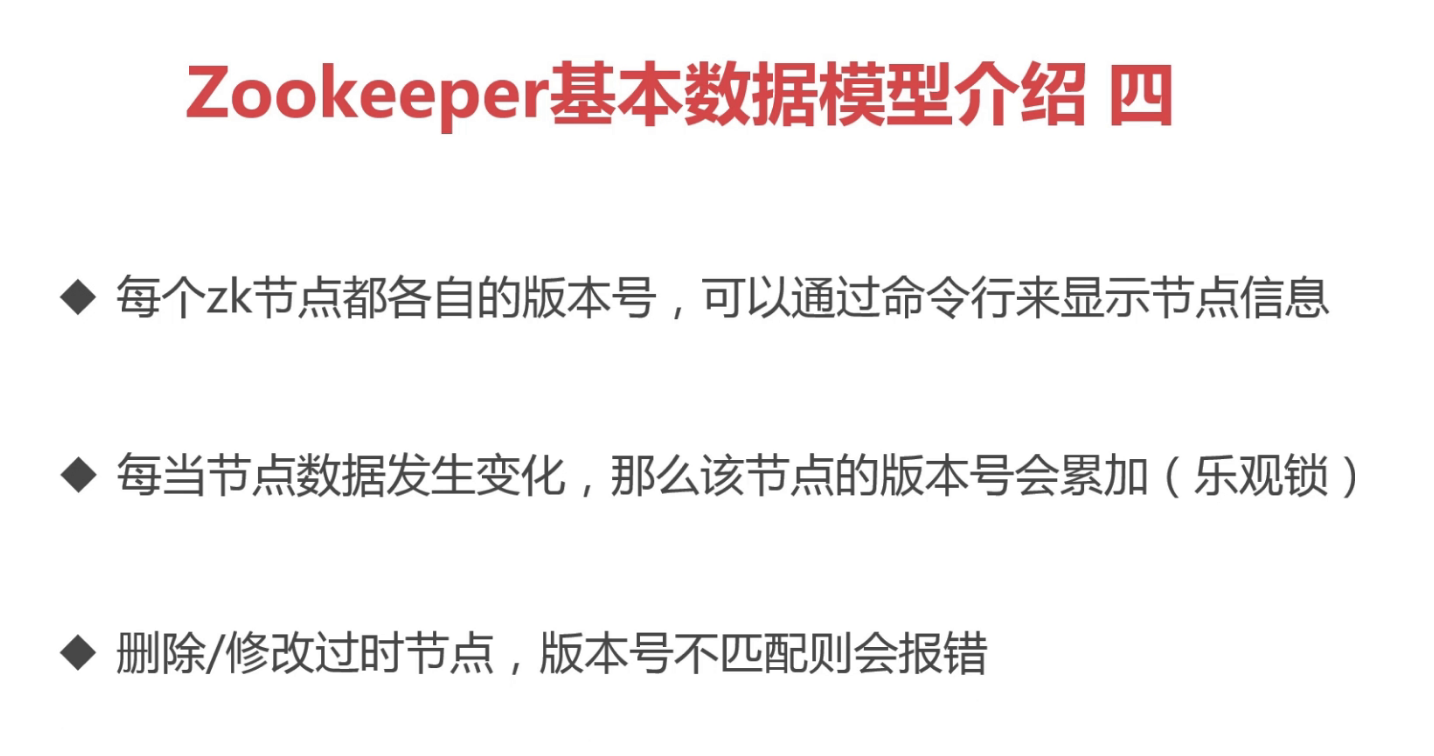 Zookeeper基本数据模型介绍 四
◆ 每个zk节点都各自的版本号，可以通过命令行来显示节点信息
◆ 每当节点数据发生变化，那么该节点的版本号会累加（乐观锁）
◆ 删除/修改过时节点，版本号不匹配则会报错